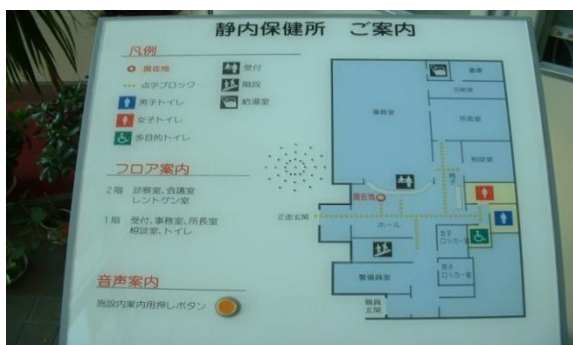 静内保健所 ご案内
凡例
現在地
点字ブロック
男子トイレ
女子トイレ
多目的トイレ
受付
階段
給湯室
フロア案内
2階 診察室、会議室
レントゲン室
1階 受付、事務室、所長室
相談室、トイレ
音声案内
施設内案内用押しボタン
書庫
印刷室
事務室
所長室
相談室
椅子
現在地
正面玄関
ホール
女子
ロッカー室
男子
ロッカー室
整備員室
職員
玄関